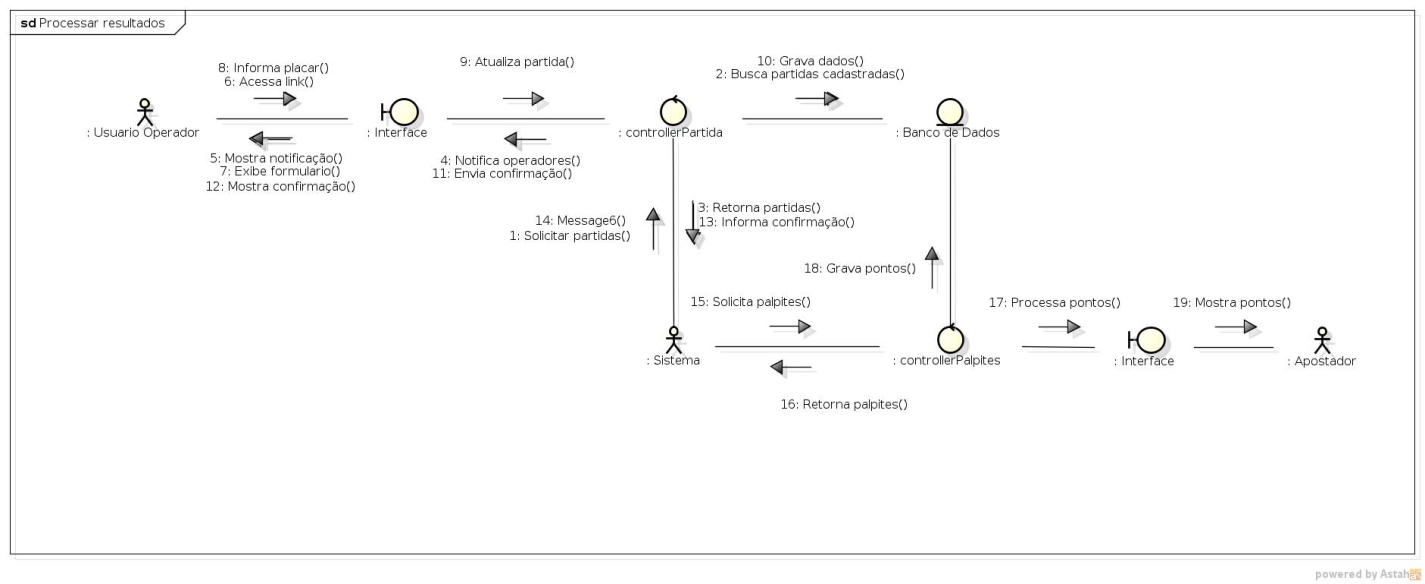 sd Processar resultados
8: Informa placar()
6: Acessa link()
9: Atualiza partida()
10: Grava dados()
2: Busca partidas cadastradas()
: Usuario Operador
: Interface
: controllerPartida
: Banco de Dados
5: Mostra notificação()
7: Exibe formulario()
12: Mostra confirmação()
4: Notifica operadores()
11: Envia confirmação()
14: Message6()
1: Solicitar partidas()
3: Retorna partidas()
13: Informa confirmação()
18: Grava pontos()
15: Solicita palpites()
17: Processa pontos()
19: Mostra pontos()
: Sistema
: controllerPalpites
: Interface
: Apostador
16: Retorna palpites()
powered by Astah